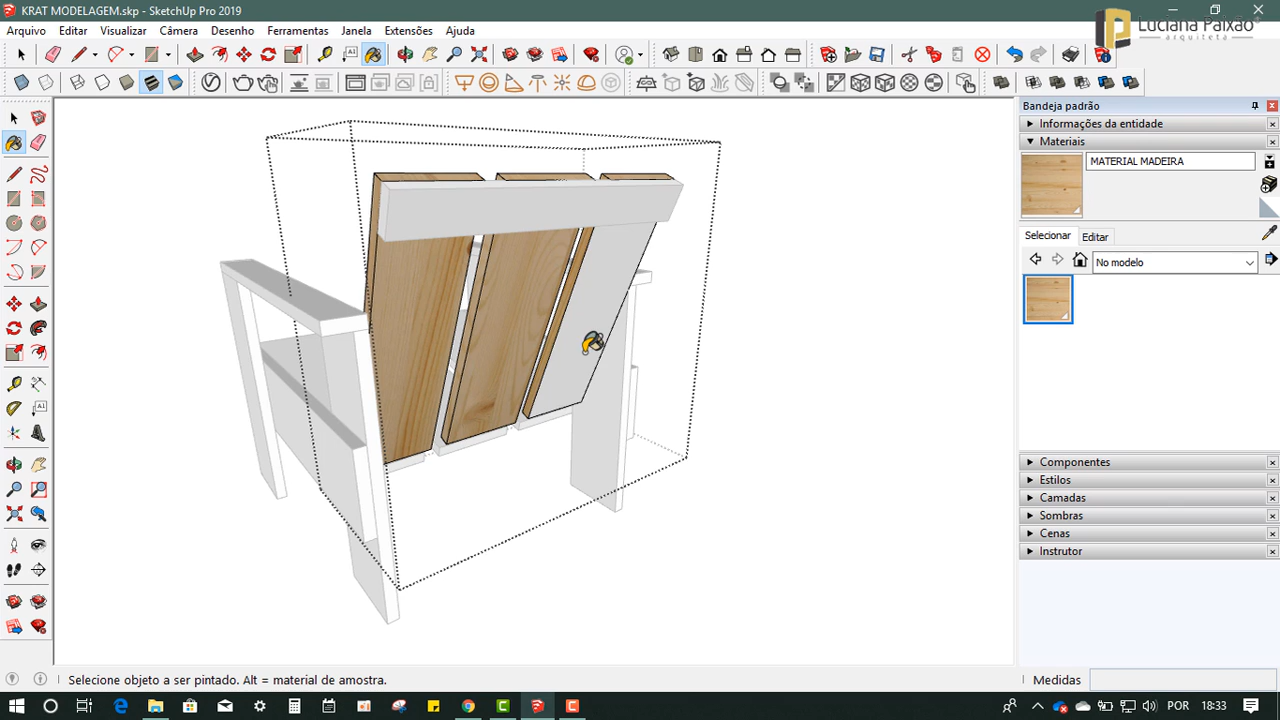 KRAT MODELAGEM.skp - SketchUp Pro 2019
Luciana Paixão
arquiteta
Arquivo Editar Visualizar Câmera Desenho Ferramentas Janela Extensões Ajuda
Bandeja padrão
Informações da entidade
Materiais
MATERIAL MADEIRA
Selecionar Editar
No modelo
Componentes
Estilos
Camadas
Sombras
Cenas
Instrutor
Selecione objeto a ser pintado. Alt = material de amostra.
Medidas
POR 18:33